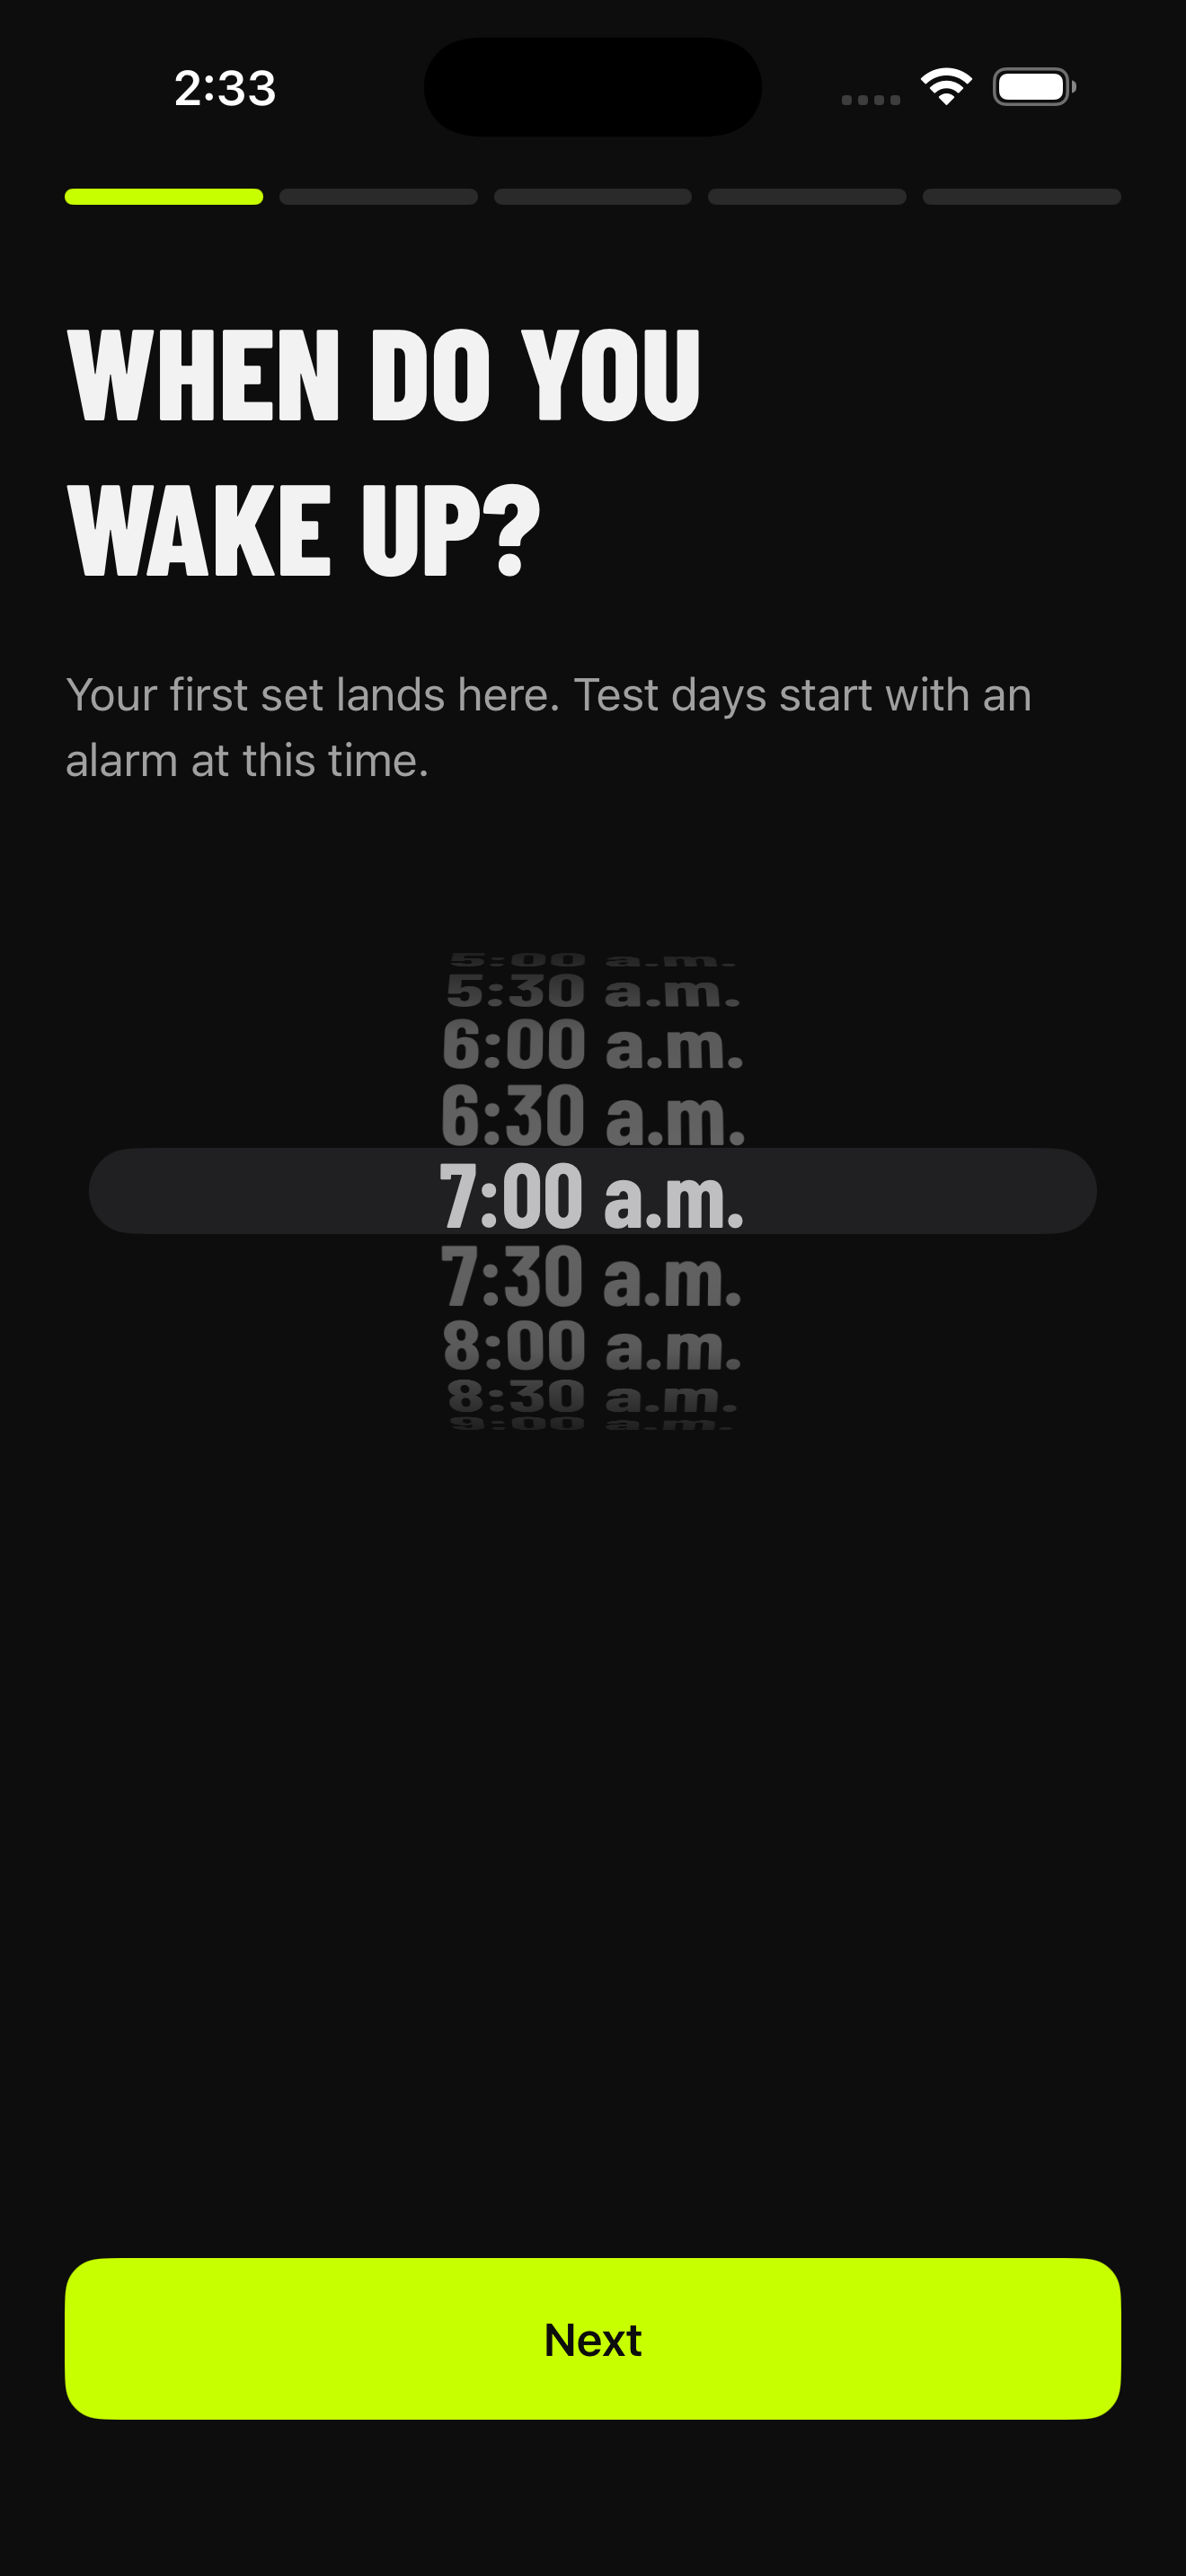 2:33
WHEN DO YOU
WAKE UP?
Your first set lands here. Test days start with an
alarm at this time.
5:00 a.m.
5:30 a.m.
6:00 a.m.
6:30 a.m.
7:00 a.m.
7:30 a.m.
8:00 a.m.
8:30 a.m.
9:00 a.m.
Next